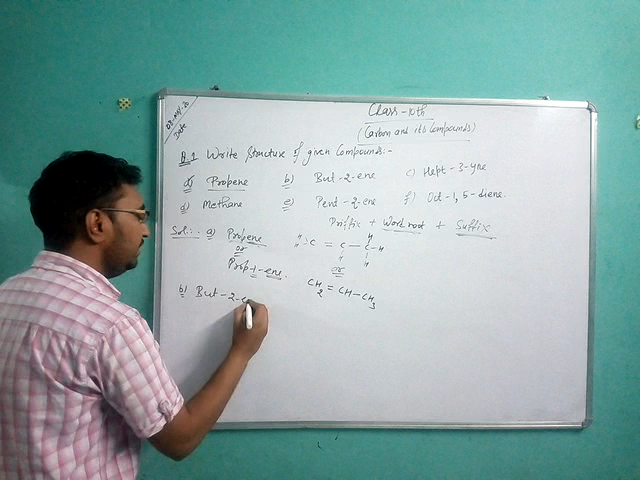 Date
Class-10th
(Carbon and its Compounds)
Q.1 Write Structure of given Compounds:-
a) Propene b) But-2-ene c) Hept-3-yne
d) Methane e) Pent-2-ene f) Oct-1,5-diene.
Prifix + Word root + Suffix
Sol:- a) Propene C = C - C - H
H H H
or or
Prop-1-ene. CH2 = CH-CH3
b) But-2-e